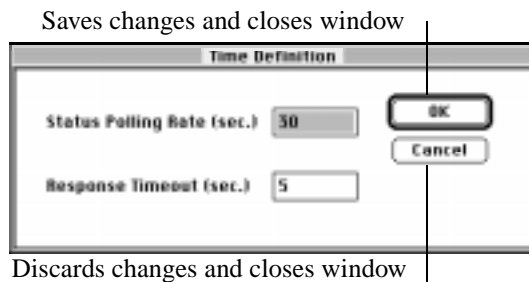 Saves changes and closes window
Time Definition
Status Polling Rate (sec.) 30
OK
Cancel
Response Timeout (sec.) 5
Discards changes and closes window